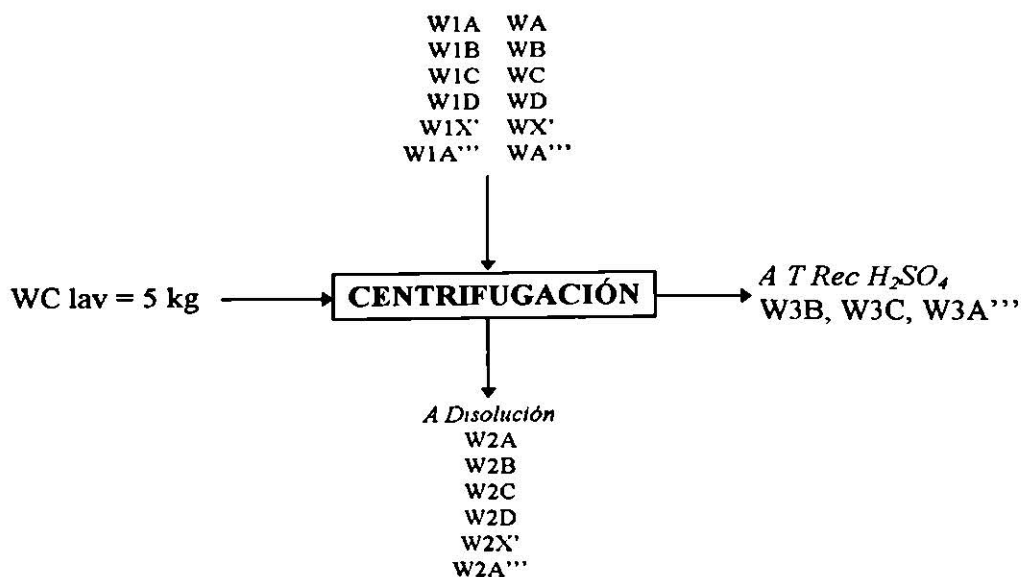 W1A WA
W1B WB
W1C WC
W1D WD
W1X' WX'
W1A''' WA'''
WC lav = 5 kg
CENTRIFUGACIÓN
A T Rec H₂SO₄
W3B, W3C, W3A'''
A Disolución
W2A
W2B
W2C
W2D
W2X'
W2A'''